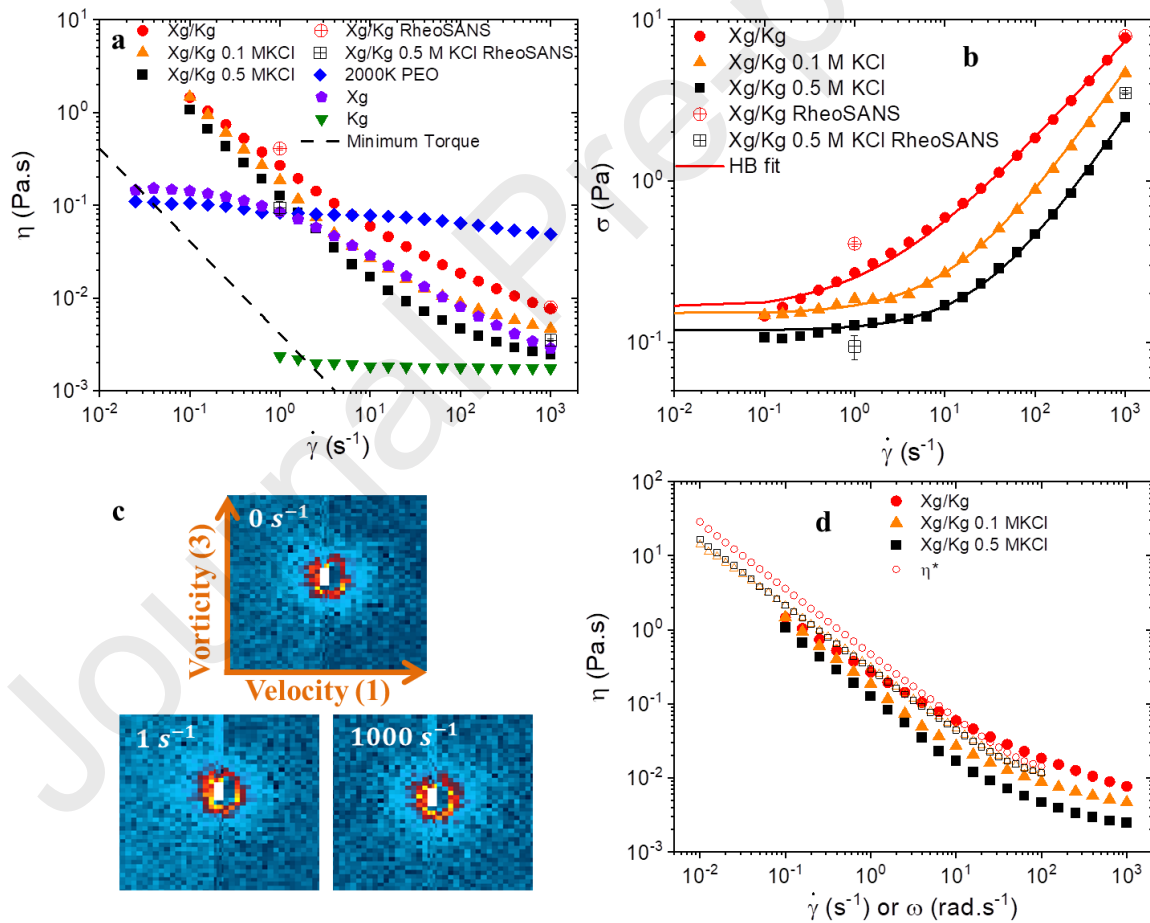 Journal Pre-p
a
Xg/Kg
Xg/Kg 0.1 MKCl
Xg/Kg 0.5 MKCl
Xg/Kg RheoSANS
Xg/Kg 0.5 M KCl RheoSANS
2000K PEO
Xg
Kg
Minimum Torque
η (Pa.s)
10¹
10⁰
10⁻¹
10⁻²
10⁻³
10⁻² 10⁻¹ 10⁰ 10¹ 10² 10³
γ̇ (s⁻¹)
b
Xg/Kg
Xg/Kg 0.1 M KCl
Xg/Kg 0.5 M KCl
Xg/Kg RheoSANS
Xg/Kg 0.5 M KCl RheoSANS
HB fit
σ (Pa)
10¹
10⁰
10⁻¹
10⁻² 10⁻¹ 10⁰ 10¹ 10² 10³
γ̇ (s⁻¹)
c
0 s⁻¹
Vorticity (3)
Velocity (1)
1 s⁻¹
1000 s⁻¹
d
Xg/Kg
Xg/Kg 0.1 MKCl
Xg/Kg 0.5 MKCl
η*
η (Pa.s)
10²
10¹
10⁰
10⁻¹
10⁻²
10⁻³
10⁻² 10⁻¹ 10⁰ 10¹ 10² 10³
γ̇ (s⁻¹) or ω (rad.s⁻¹)